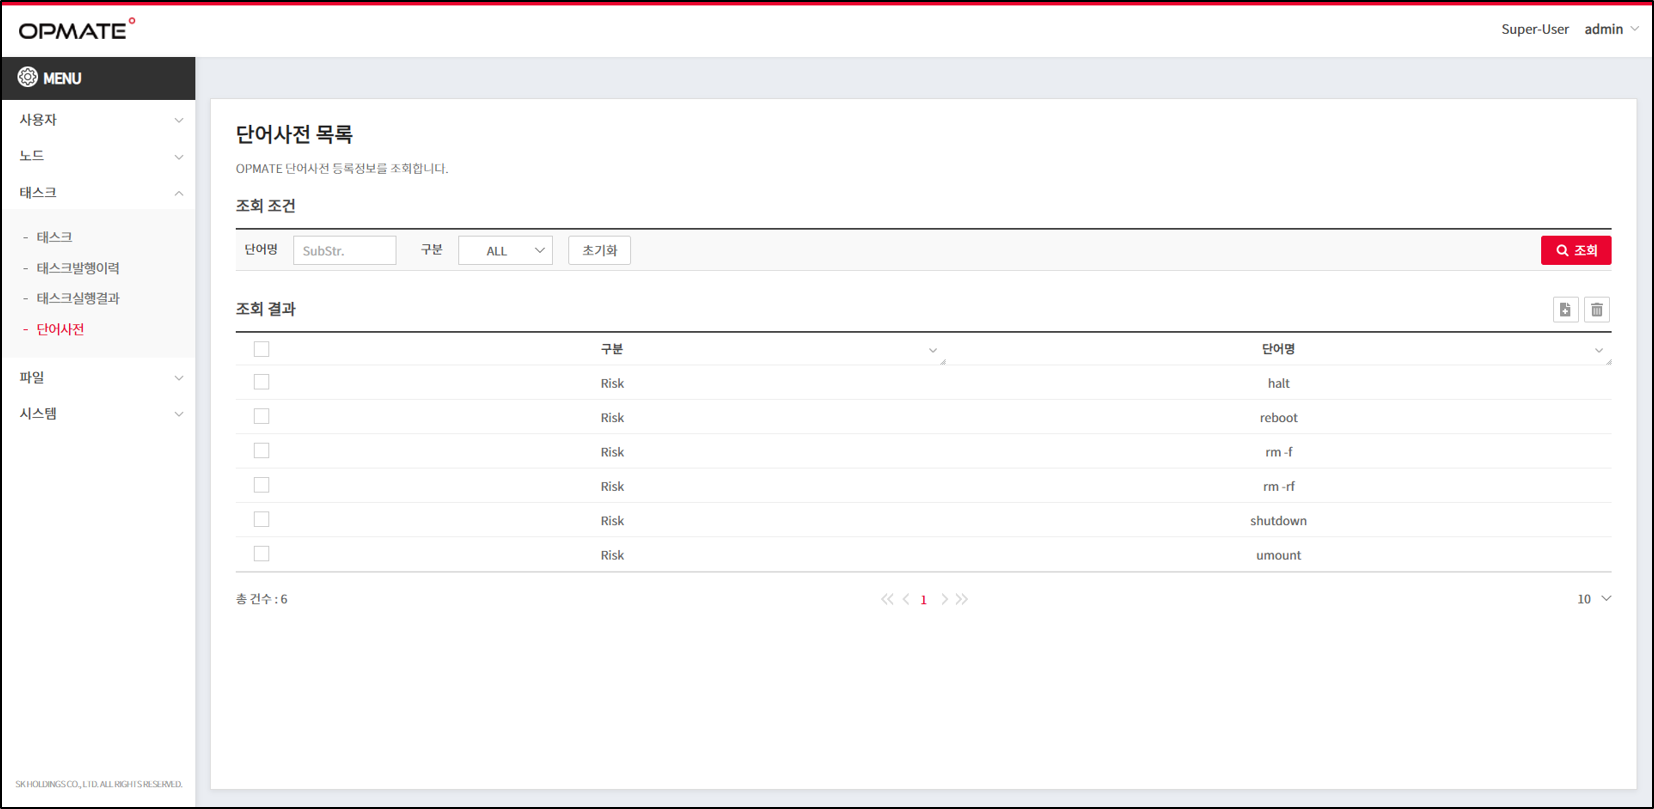 OPMATE
Super-User admin
MENU
사용자
노드
태스크
- 태스크
- 태스크발행이력
- 태스크실행결과
- 단어사전
파일
시스템
단어사전 목록
OPMATE 단어사전 등록정보를 조회합니다.
조회 조건
단어명 SubStr. 구분 ALL 초기화 조회
조회 결과
구분 단어명
Risk halt
Risk reboot
Risk rm -f
Risk rm -rf
Risk shutdown
Risk umount
총 건수 : 6 1 10
SK HOLDINGS CO., LTD. ALL RIGHTS RESERVED.